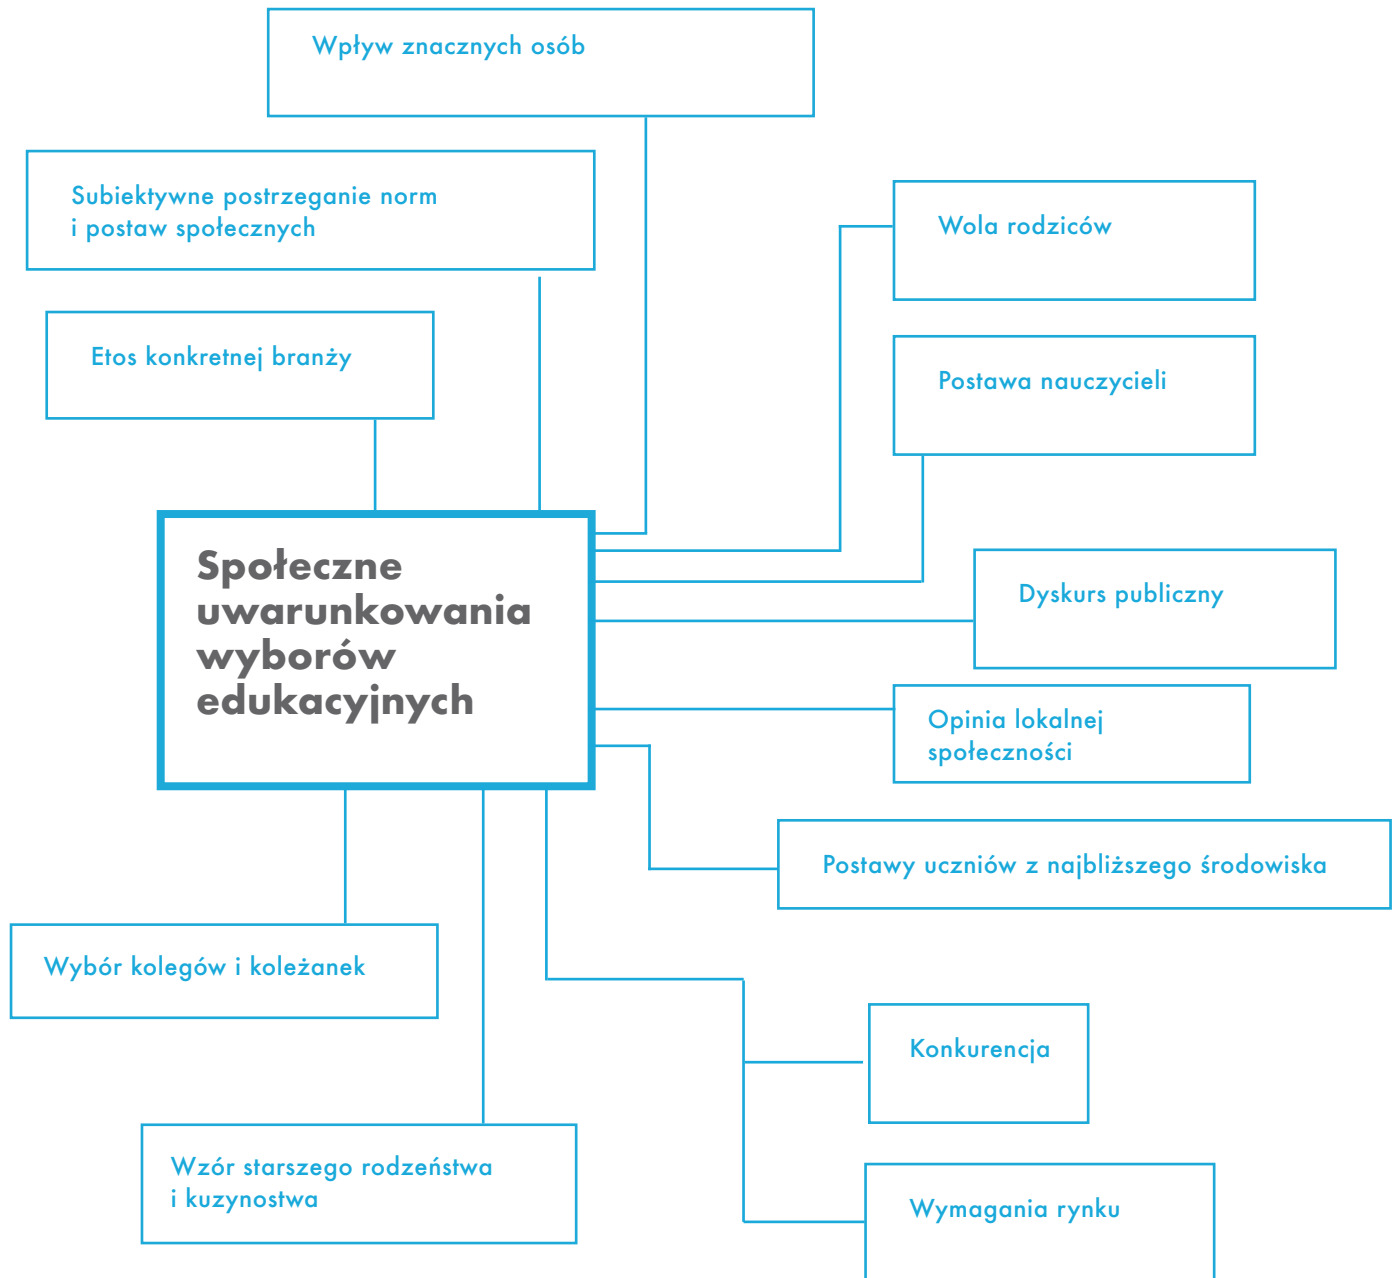 Wpływ znacznych osób
Subiektywne postrzeganie norm
i postaw społecznych
Wola rodziców
Etos konkretnej branży
Postawa nauczycieli
Społeczne
uwarunkowania
wyborów
edukacyjnych
Dyskurs publiczny
Opinia lokalnej
społeczności
Postawy uczniów z najbliższego środowiska
Wybór kolegów i koleżanek
Konkurencja
Wzór starszego rodzeństwa
i kuzynostwa
Wymagania rynku